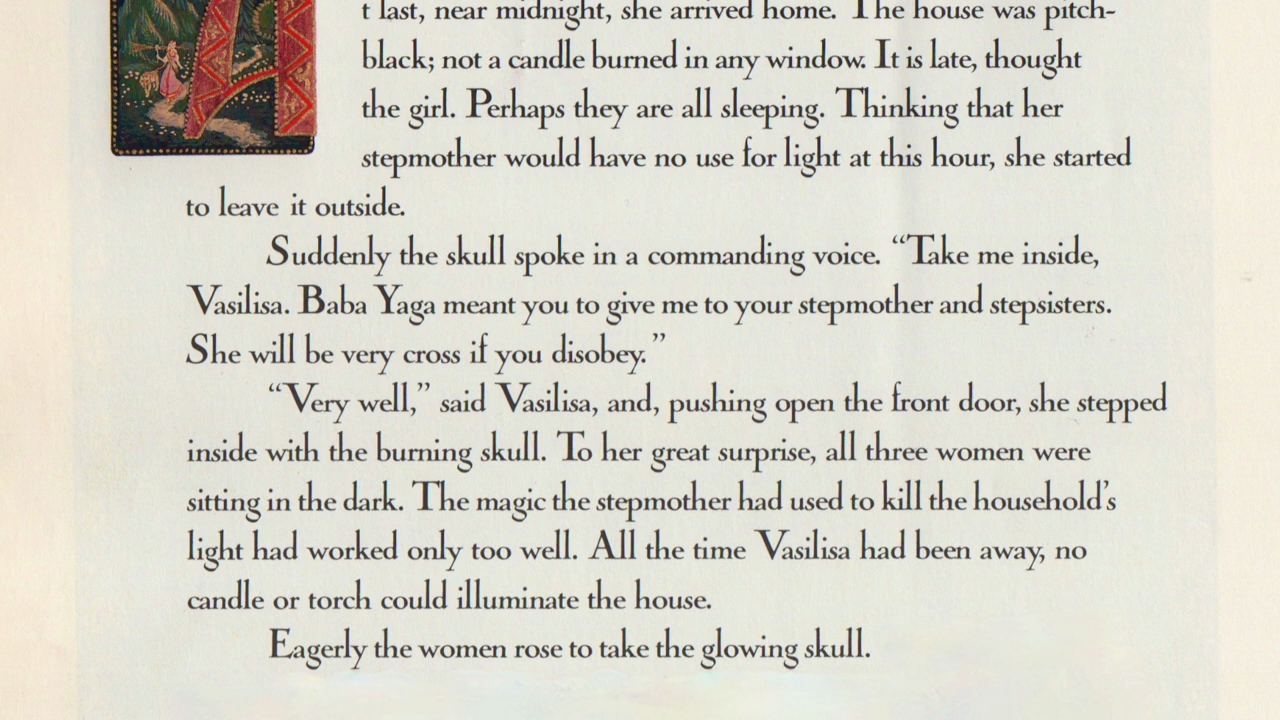 At last, near midnight, she arrived home. The house was pitch-
black; not a candle burned in any window. It is late, thought
the girl. Perhaps they are all sleeping. Thinking that her
stepmother would have no use for light at this hour, she started
to leave it outside.
Suddenly the skull spoke in a commanding voice. “Take me inside,
Vasilisa. Baba Yaga meant you to give me to your stepmother and stepsisters.
She will be very cross if you disobey.”
“Very well,” said Vasilisa, and, pushing open the front door, she stepped
inside with the burning skull. To her great surprise, all three women were
sitting in the dark. The magic the stepmother had used to kill the household’s
light had worked only too well. All the time Vasilisa had been away, no
candle or torch could illuminate the house.
Eagerly the women rose to take the glowing skull.